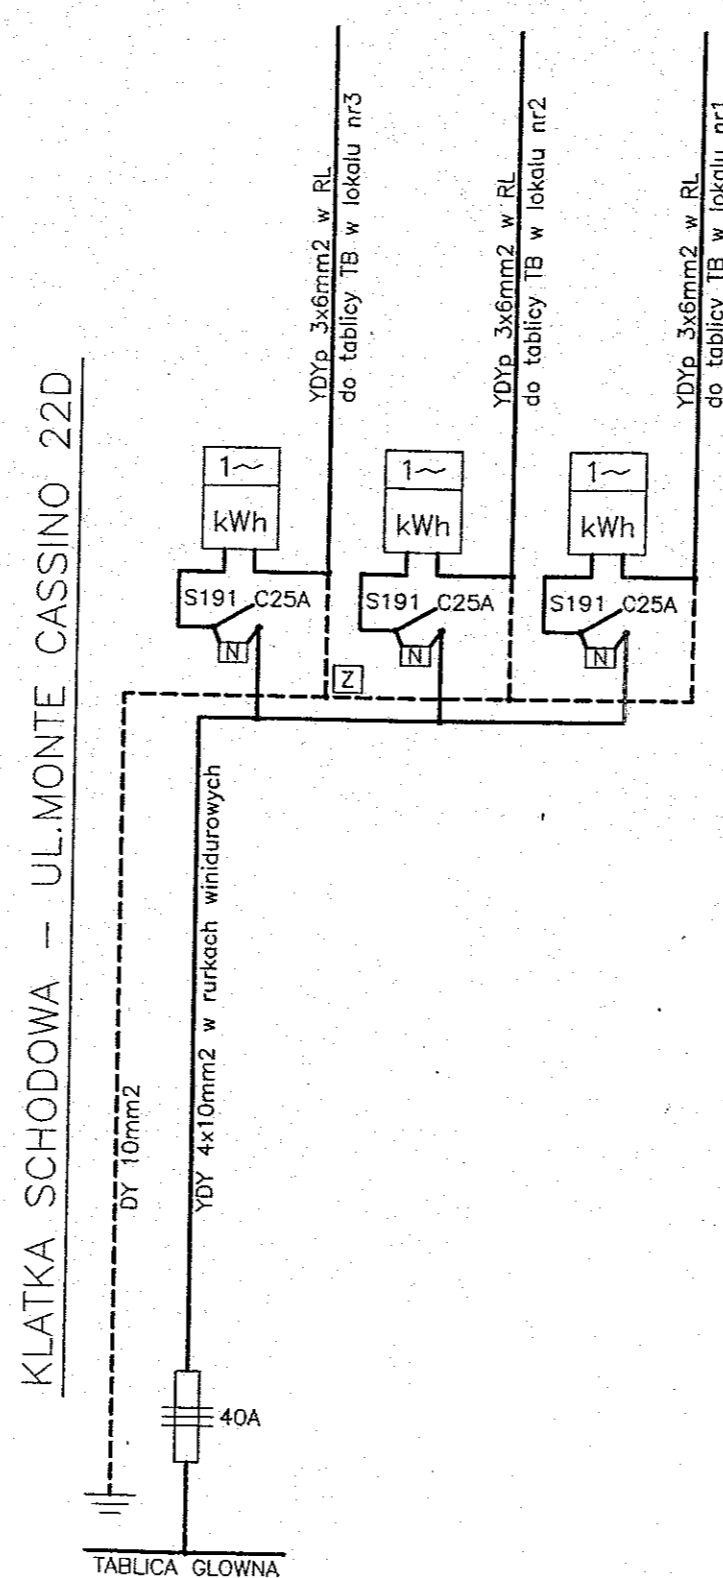 KLATKA SCHODOWA – UL.MONTE CASSINO 22D
YDYp 3x6mm2 w RL
do tablicy TB w lokalu nr3
YDYp 3x6mm2 w RL
do tablicy TB w lokalu nr2
YDYp 3x6mm2 w RL
do tablicy TB w lokalu nr1
1~
kWh
1~
kWh
1~
kWh
S191 C25A
S191 C25A
S191 C25A
N
N
N
Z
DY 10mm2
YDY 4x10mm2 w rurkach winidurowych
40A
TABLICA GLOWNA